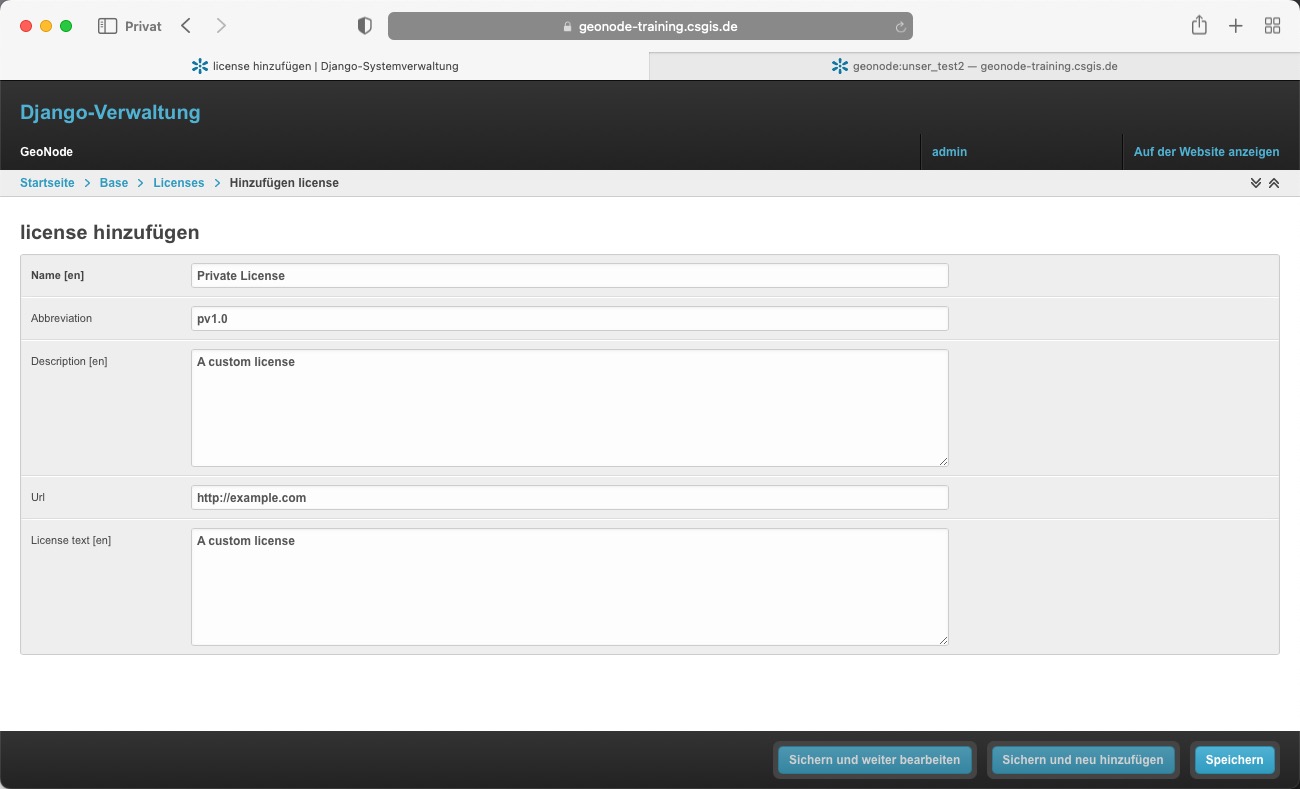 Privat
geonode-training.csgis.de
license hinzufügen | Django-Systemverwaltung
geonode:unser_test2 — geonode-training.csgis.de
Django-Verwaltung
GeoNode
admin
Auf der Website anzeigen
Startseite > Base > Licenses > Hinzufügen license
license hinzufügen
Name [en]
Private License
Abbreviation
pv1.0
Description [en]
A custom license
Url
http://example.com
License text [en]
A custom license
Sichern und weiter bearbeiten
Sichern und neu hinzufügen
Speichern